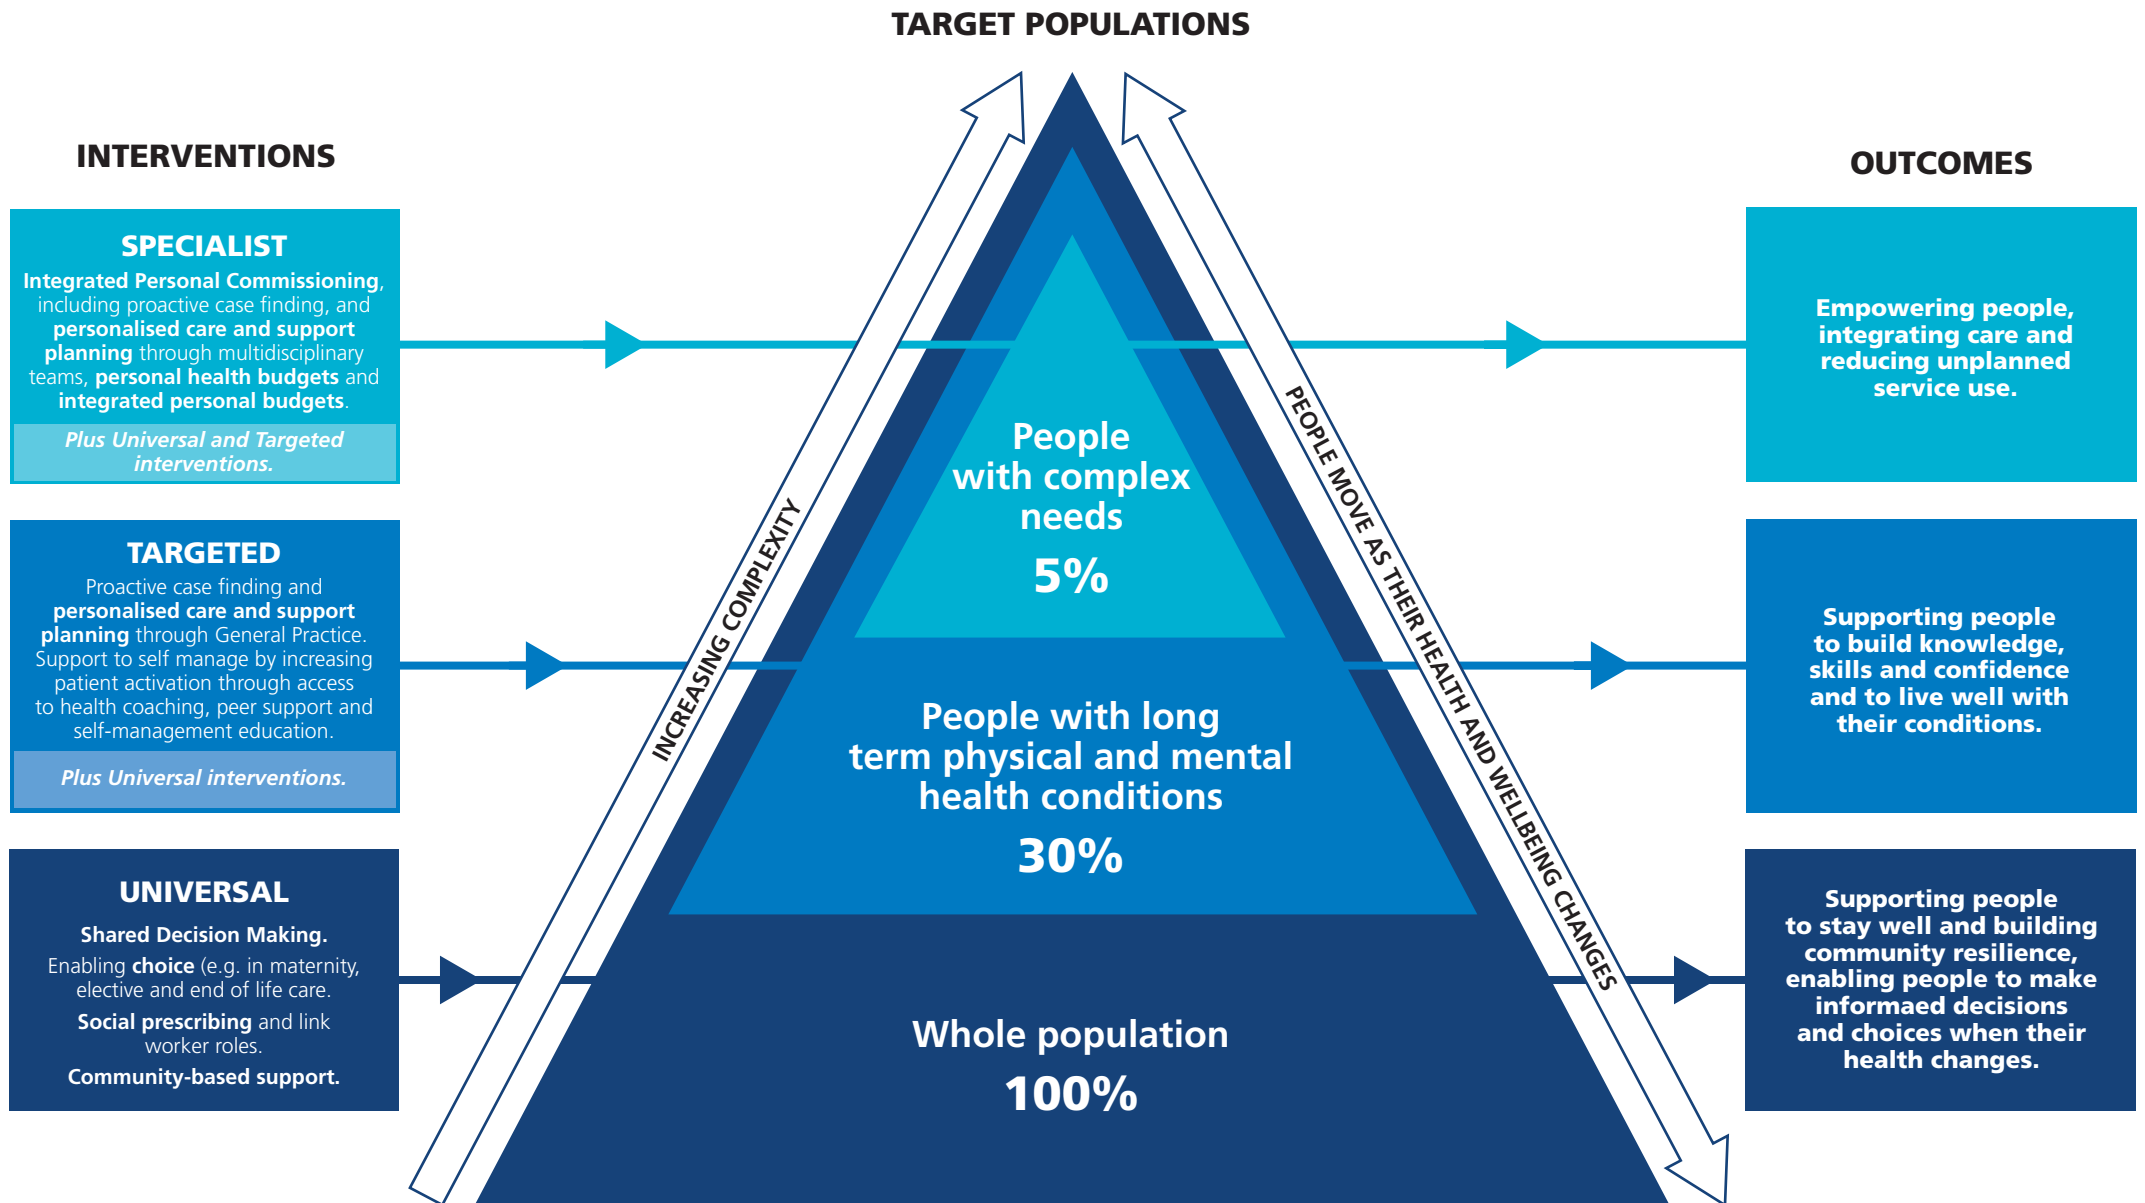 TARGET POPULATIONS
INTERVENTIONS
SPECIALIST
Integrated Personal Commissioning,
including proactive case finding, and
personalised care and support
planning through multidisciplinary
teams, personal health budgets and
integrated personal budgets.
Plus Universal and Targeted
interventions.
TARGETED
Proactive case finding and
personalised care and support
planning through General Practice.
Support to self manage by increasing
patient activation through access
to health coaching, peer support and
self-management education.
Plus Universal interventions.
UNIVERSAL
Shared Decision Making.
Enabling choice (e.g. in maternity,
elective and end of life care.
Social prescribing and link
worker roles.
Community-based support.
INCREASING COMPLEXITY
People
with complex
needs
5%
People with long
term physical and mental
health conditions
30%
Whole population
100%
PEOPLE MOVE AS THEIR HEALTH AND WELLBEING CHANGES
OUTCOMES
Empowering people,
integrating care and
reducing unplanned
service use.
Supporting people
to build knowledge,
skills and confidence
and to live well with
their conditions.
Supporting people
to stay well and building
community resilience,
enabling people to make
informaed decisions
and choices when their
health changes.